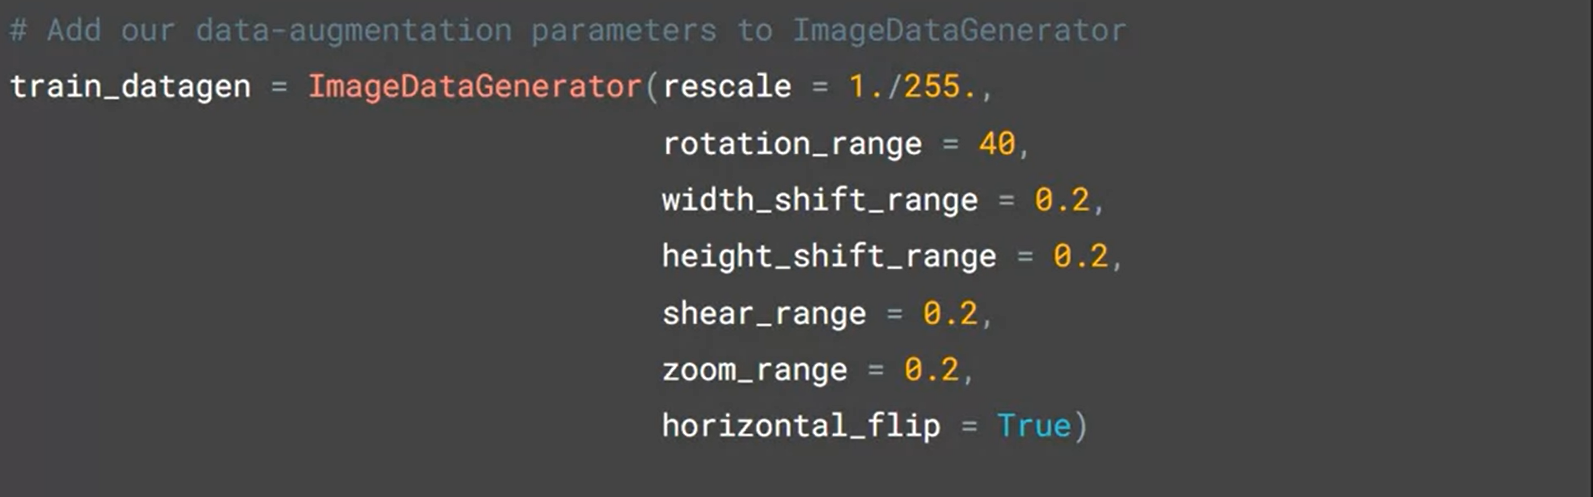 # Add our data-augmentation parameters to ImageDataGenerator
train_datagen = ImageDataGenerator(rescale = 1./255.,
rotation_range = 40,
width_shift_range = 0.2,
height_shift_range = 0.2,
shear_range = 0.2,
zoom_range = 0.2,
horizontal_flip = True)